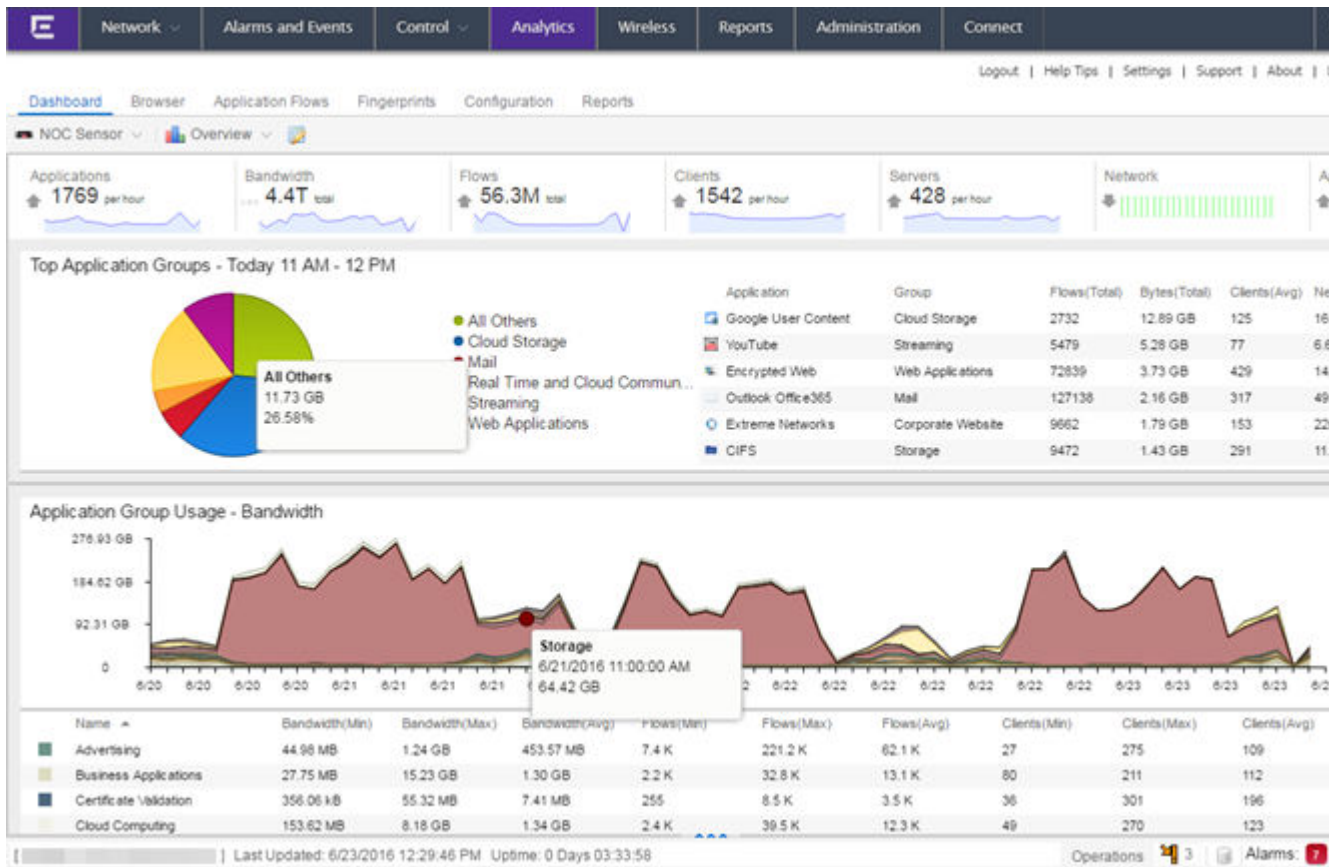 E Network Alarms and Events Control Analytics Wireless Reports Administration Connect
Logout | Help Tips | Settings | Support | About |
Dashboard Browser Application Flows Fingerprints Configuration Reports
NOC Sensor Overview
Applications Bandwidth Flows Clients Servers Network A
1769 per hour 4.4T total 56.3M total 1542 per hour 428 per hour
Top Application Groups - Today 11 AM - 12 PM
Application Group Flows(Total) Bytes(Total) Clients(Avg) Ne
Google User Content Cloud Storage 2732 12.89 GB 125 16
YouTube Streaming 5479 5.28 GB 77 6.6
Encrypted Web Web Applications 72839 3.73 GB 429 14
Outlook Office365 Mail 127138 2.16 GB 317 49
Extreme Networks Corporate Website 9662 1.79 GB 153 22
CIFS Storage 9472 1.43 GB 291 11.
All Others
Cloud Storage
Mail
Real Time and Cloud Commun...
Streaming
Web Applications
All Others
11.73 GB
26.58%
Application Group Usage - Bandwidth
276.93 GB
184.62 GB
92.31 GB
0
6/20 6/20 6/20 6/20 6/21 6/21 6/21 6/21 2 6/22 6/22 6/22 6/22 6/22 6/22 6/22 6/23 6/23 6/23 6/23 6/2
Storage
6/21/2016 11:00:00 AM
64.42 GB
Name Bandwidth(Min) Bandwidth(Max) Bandwidth(Avg) Flows(Min) Flows(Max) Flows(Avg) Clients(Min) Clients(Max) Clients(Avg)
Advertising 44.98 MB 1.24 GB 453.57 MB 7.4 K 221.2 K 62.1 K 27 275 109
Business Applications 27.75 MB 15.23 GB 1.30 GB 2.2 K 32.8 K 13.1 K 80 211 112
Certificate Validation 356.06 kB 55.32 MB 7.41 MB 255 8.5 K 3.5 K 36 301 196
Cloud Computing 153.62 MB 8.18 GB 1.34 GB 2.4 K 39.5 K 12.3 K 49 270 123
[ ] Last Updated: 6/23/2016 12:29:46 PM Uptime: 0 Days 03:33:58 Operations 3 Alarms: 7